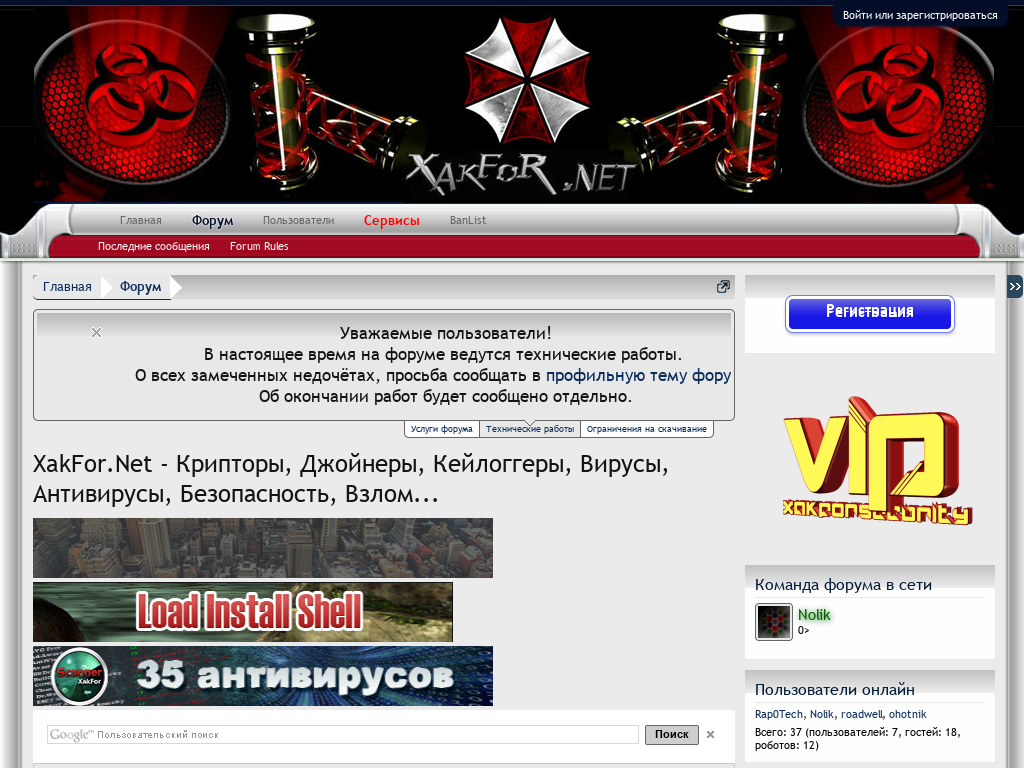 Войти или зарегистрироваться
XAKFOR.NET
Главная Форум Пользователи Сервисы BanList
Последние сообщения Forum Rules
Главная Форум
Регистрация
Уважаемые пользователи!
В настоящее время на форуме ведутся технические работы.
О всех замеченных недочётах, просьба сообщать в профильную тему фору
Об окончании работ будет сообщено отдельно.
Услуги форума Технические работы Ограничения на скачивание
vip
XakFor.Net - Крипторы, Джойнеры, Кейлоггеры, Вирусы,
Антивирусы, Безопасность, Взлом...
Load Install Shell
Scanner
XakFor
35 антивирусов
Google™ Пользовательский поиск
Поиск
Команда форума в сети
Nolik
0>
Пользователи онлайн
Rap0Tech, Nolik, roadwell, ohotnik
Всего: 37 (пользователей: 7, гостей: 18,
роботов: 12)